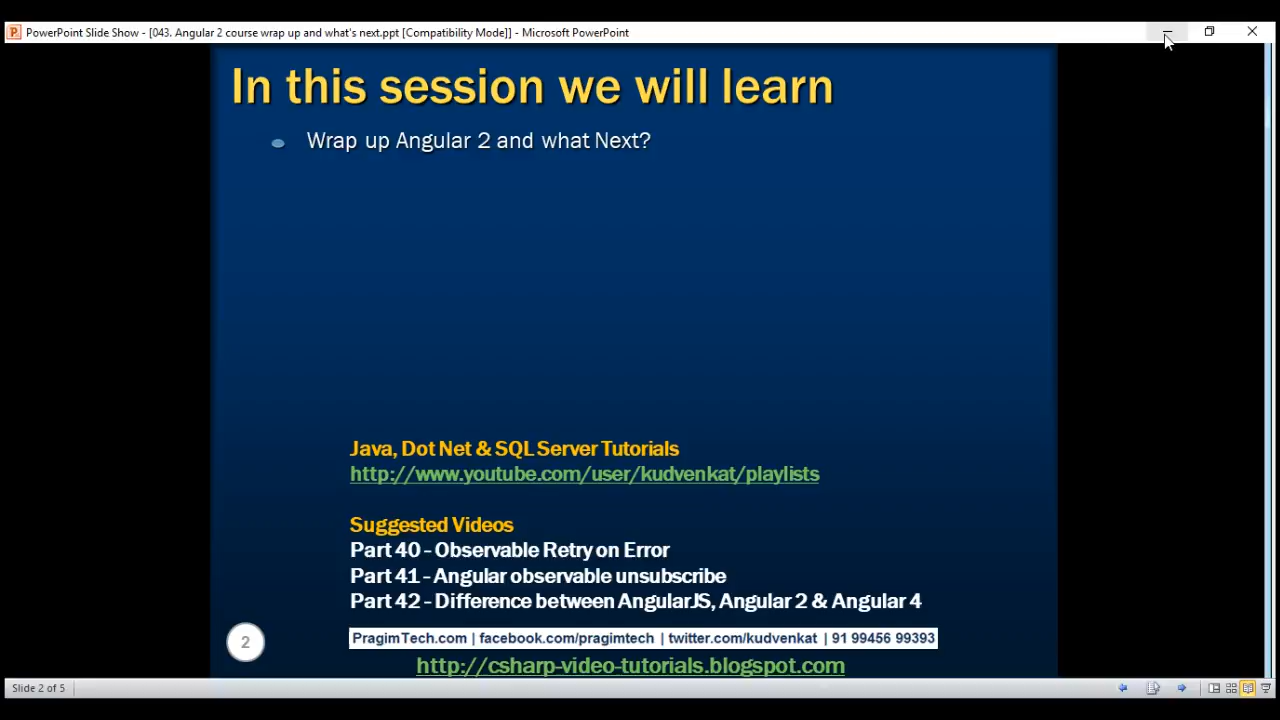 PowerPoint Slide Show - [043. Angular 2 course wrap up and what's next.ppt [Compatibility Mode]] - Microsoft PowerPoint
In this session we will learn
Wrap up Angular 2 and what Next?
Java, Dot Net & SQL Server Tutorials
http://www.youtube.com/user/kudvenkat/playlists
Suggested Videos
Part 40 - Observable Retry on Error
Part 41 - Angular observable unsubscribe
Part 42 - Difference between AngularJS, Angular 2 & Angular 4
2
PragimTech.com | facebook.com/pragimtech | twitter.com/kudvenkat | 91 99456 99393
http://csharp-video-tutorials.blogspot.com
Slide 2 of 5